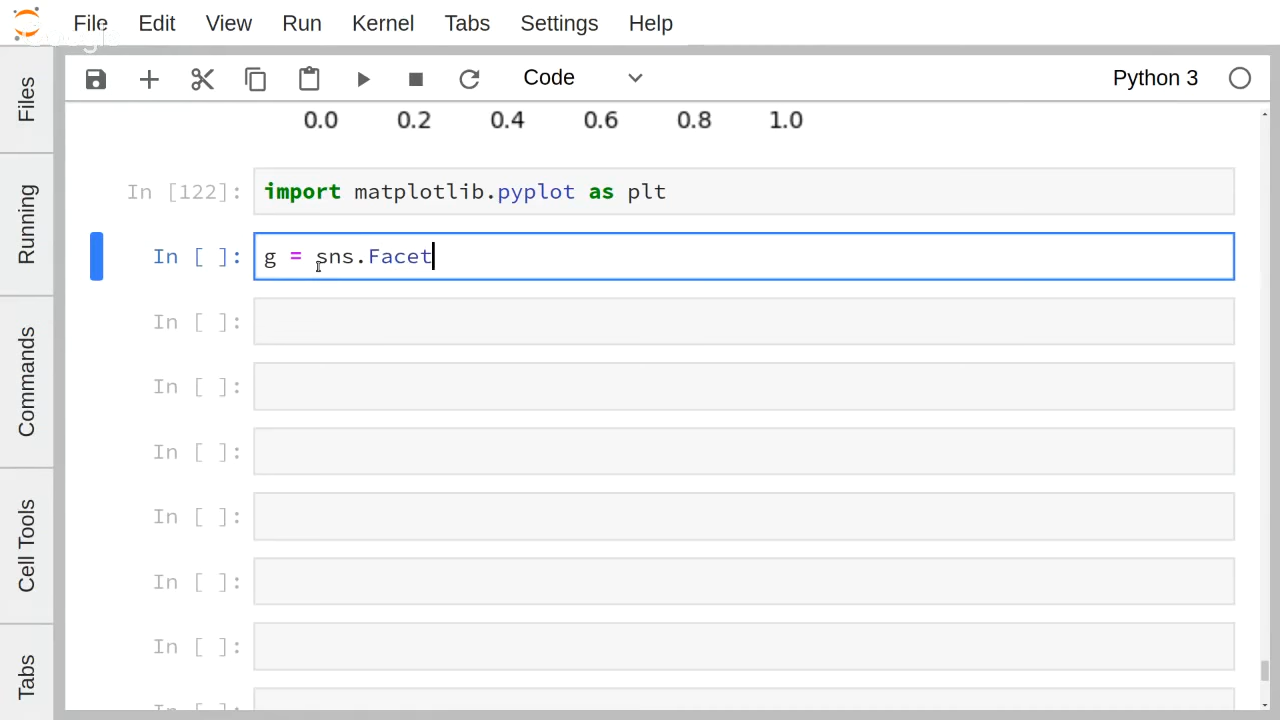 File Edit View Run Kernel Tabs Settings Help
Code Python 3
Files
Running
Commands
Cell Tools
Tabs
0.0 0.2 0.4 0.6 0.8 1.0
In [122]: import matplotlib.pyplot as plt
In [ ]: g = sns.Facet
In [ ]:
In [ ]:
In [ ]:
In [ ]:
In [ ]:
In [ ]:
In [ ]: